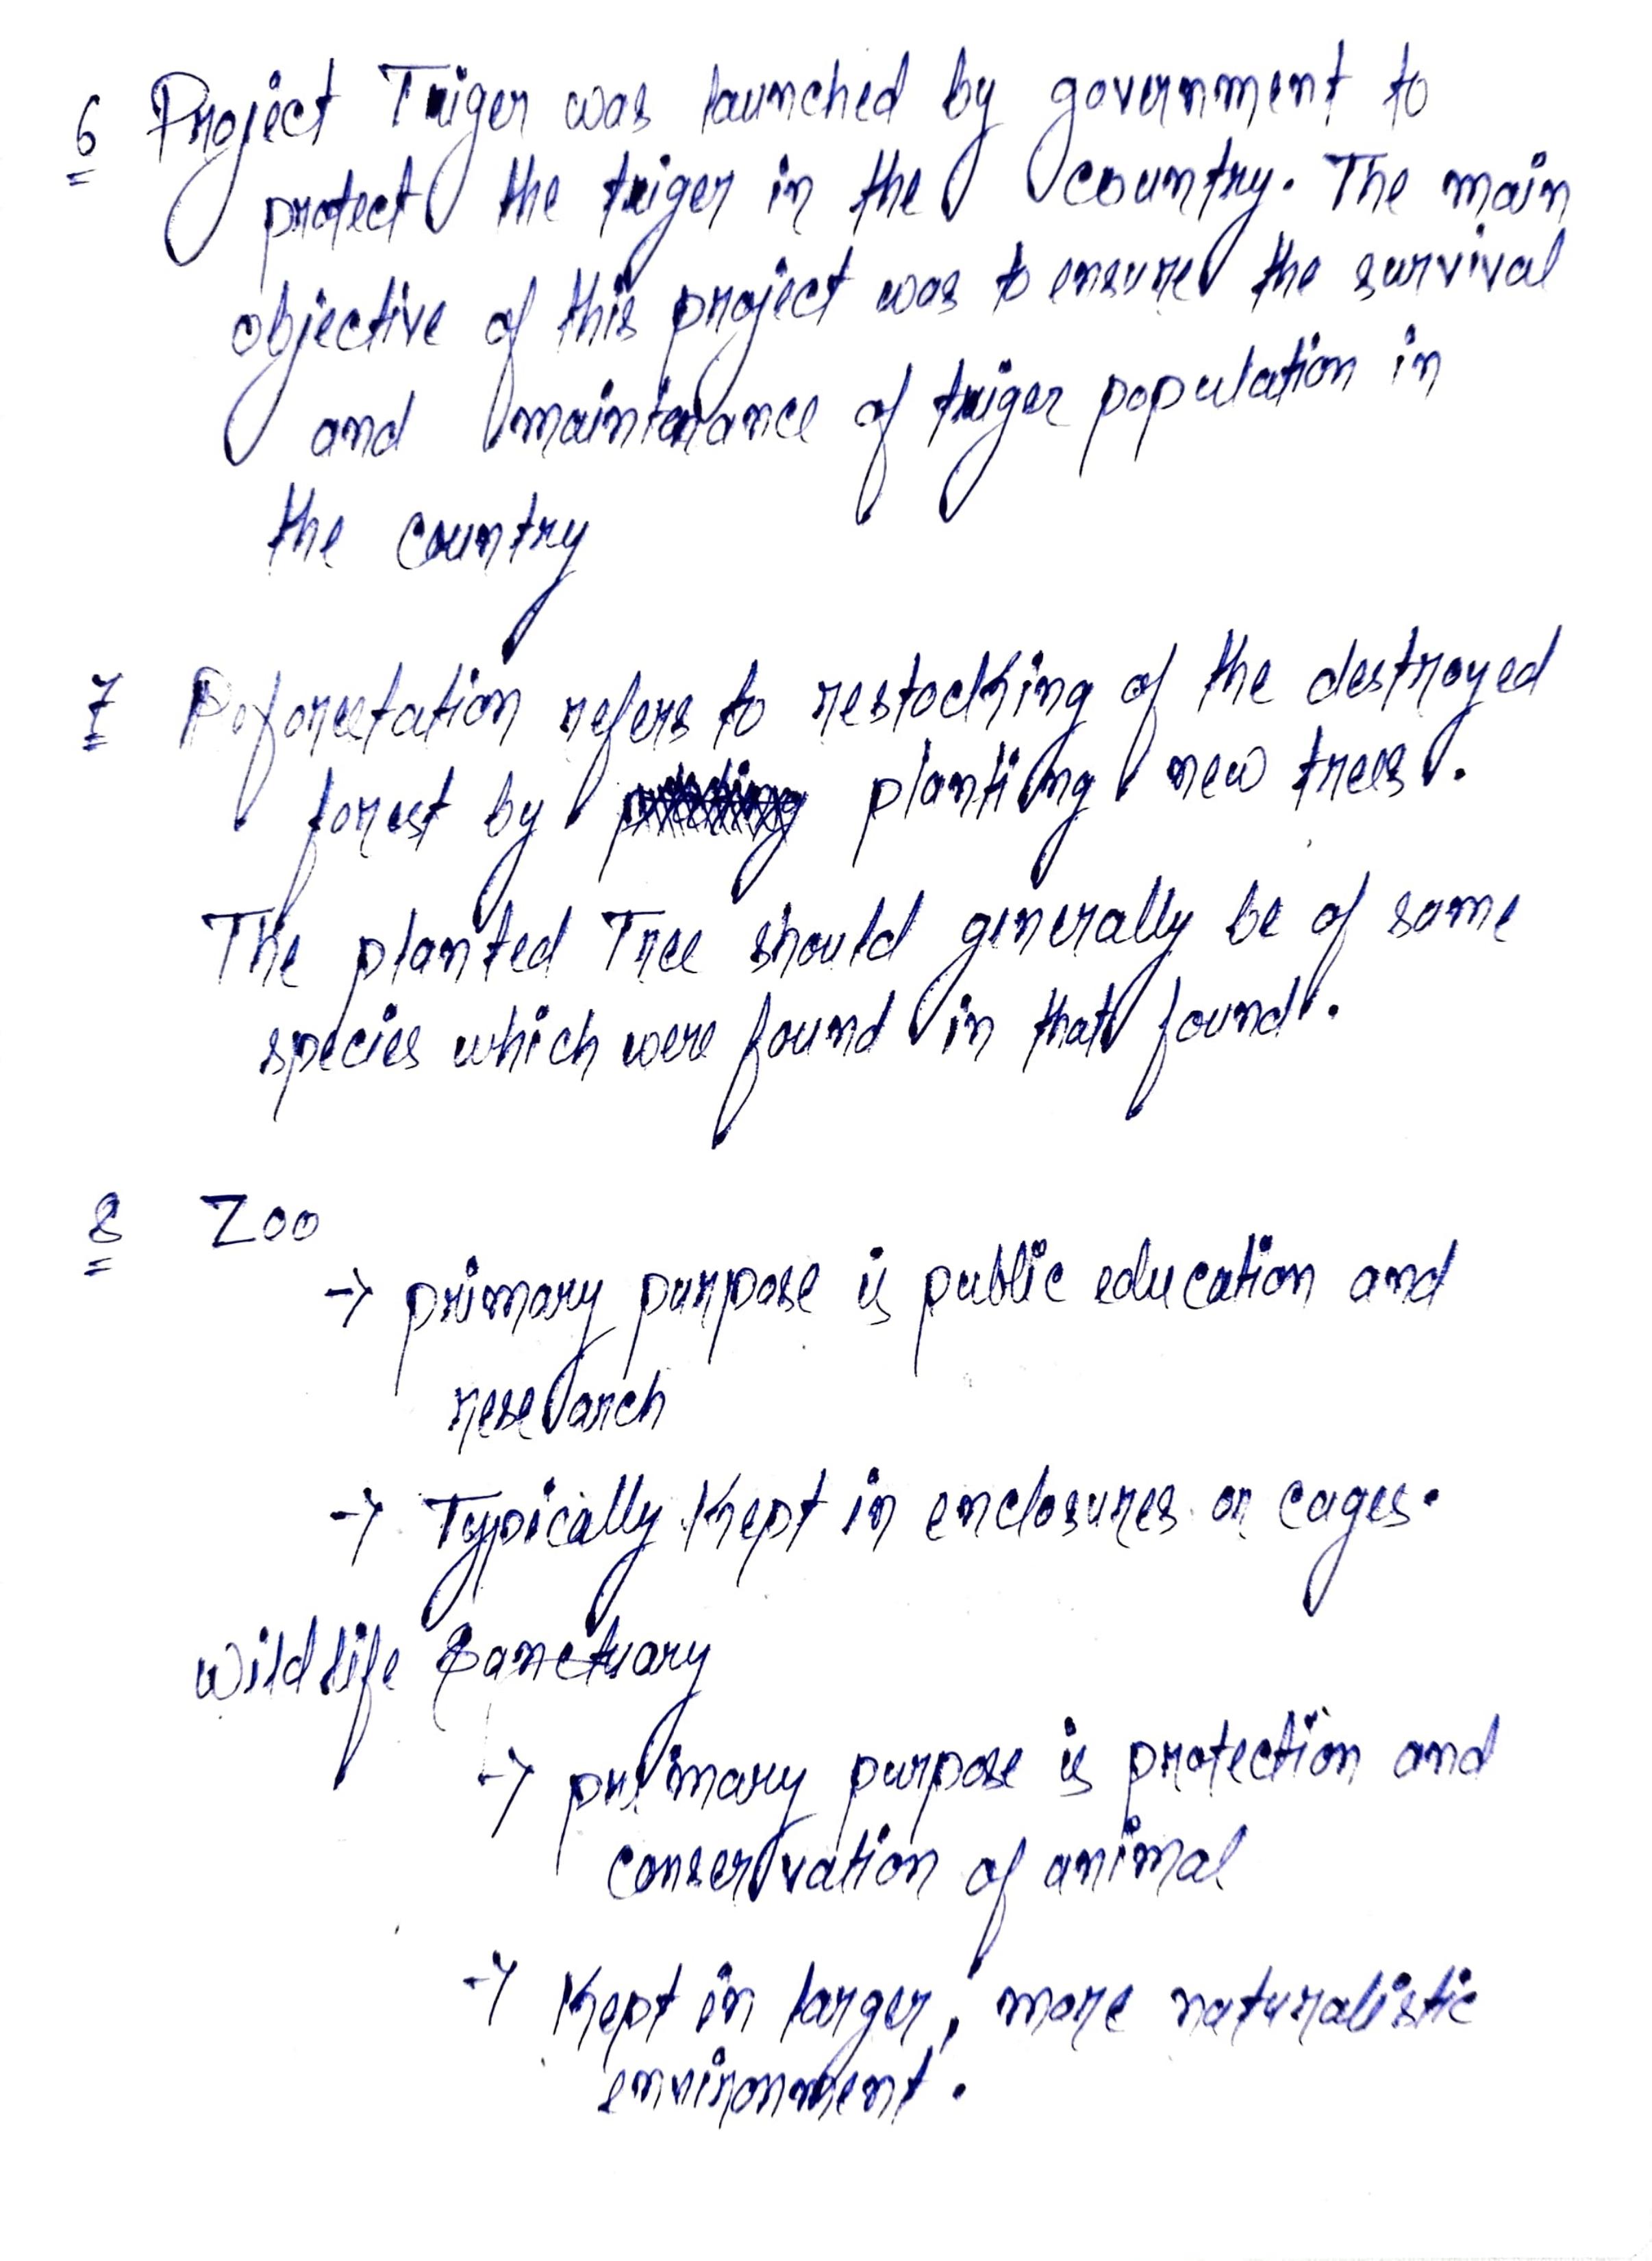 6 Project Triger was launched by government to
protect the triger in the country. The main
objective of this project was to ensure the survival
and maintenance of triger population in
the country
7 Reforestation refers to restocking of the destroyed
forest by planting new trees.
The planted Tree should generally be of same
species which were found in that found.
8 Zoo
→ primary purpose is public education and
research
→ Typically Kept in enclosures or cages.
Wildlife Sanctuary
→ primary purpose is protection and
conservation of animal
→ Kept in larger, more naturalistic
environment.